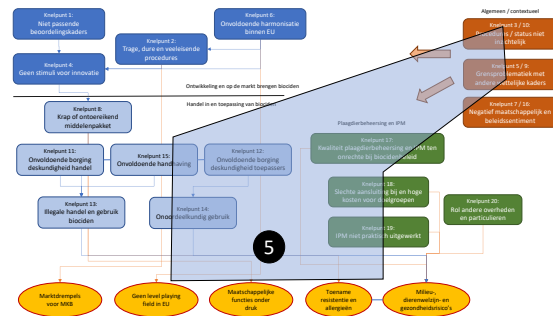 Algemeen / contextueel
Knelpunt 1:
Niet passende
beoordelingskaders
Knelpunt 2:
Trage, dure en veeleisende
procedures
Knelpunt 6:
Onvoldoende harmonisatie
binnen EU
Knelpunt 3 / 10:
Procedures / status niet
inzichtelijk
Knelpunt 4:
Geen stimuli voor innovatie
Knelpunt 5 / 9:
Grensproblematiek met
andere wettelijke kaders
Ontwikkeling en op de markt brengen biociden
Handel in en toepassing van biociden
Knelpunt 7 / 16:
Negatief maatschappelijk en
beleidssentiment
Knelpunt 8:
Krap of ontoereikend
middelenpakket
Plaagdierbeheersing en IPM
Knelpunt 11:
Onvoldoende borging
deskundigheid handel
Knelpunt 15:
Onvoldoende handhaving
Knelpunt 12:
Onvoldoende borging
deskundigheid toepassers
Knelpunt 17:
Kwaliteit plaagdierbeheersing en IPM ten
onrechte bij biocidenbeleid
Knelpunt 13:
Illegale handel en gebruik
biociden
Knelpunt 14:
Onoordeelkundig gebruik
Knelpunt 18:
Slechte aansluiting bij en hoge
kosten voor doelgroepen
Knelpunt 19:
IPM niet praktisch uitgewerkt
Knelpunt 20:
Rol andere overheden
en particulieren
5
Marktdrempels
voor MKB
Geen level playing
field in EU
Maatschappelijke
functies onder
druk
Toename
resistentie en
allergieën
Milieu-,
dierenwelzijn- en
gezondheidsrisico's